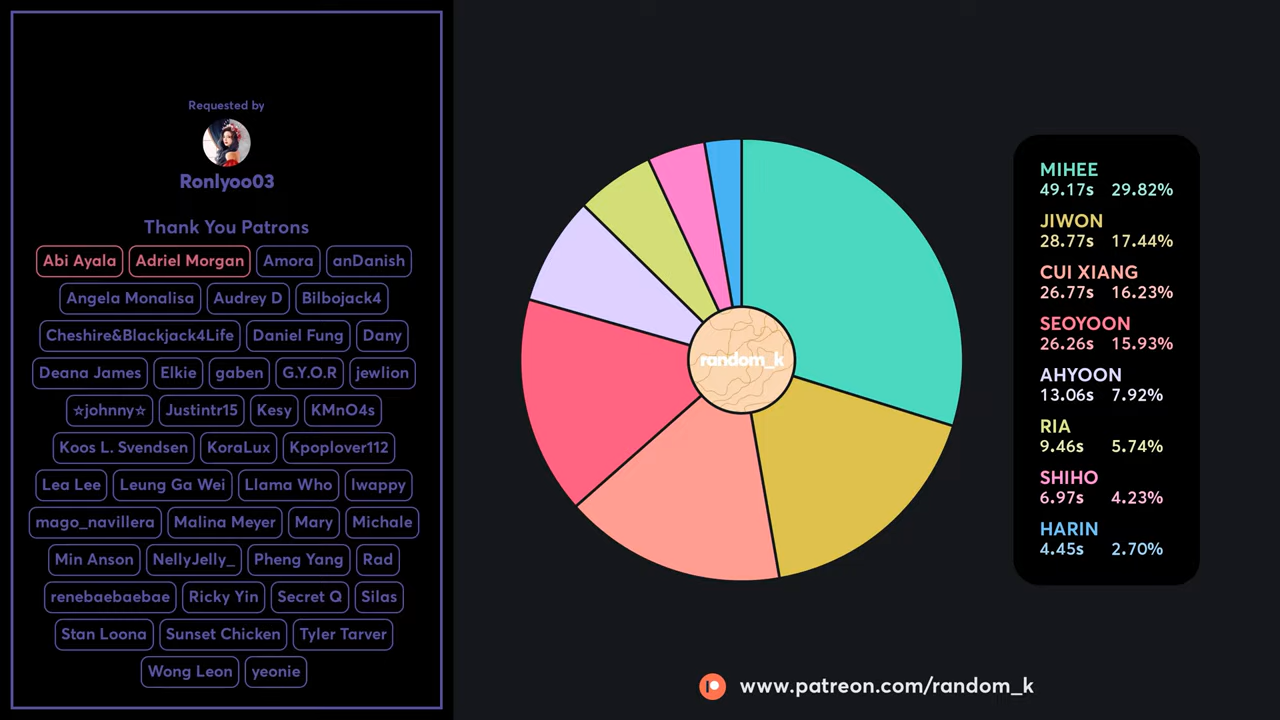 Requested by
Ronlyoo03
Thank You Patrons
Abi Ayala Adriel Morgan Amora anDanish
Angela Monalisa Audrey D Bilbojack4
Cheshire&Blackjack4Life Daniel Fung Dany
Deana James Elkie gaben G.Y.O.R jewlion
☆johnny☆ Justintr15 Kesy KMnO4s
Koos L. Svendsen KoraLux Kpoplover112
Lea Lee Leung Ga Wei Llama Who lwappy
mago_navillera Malina Meyer Mary Michale
Min Anson NellyJelly_ Pheng Yang Rad
renebaebaebae Ricky Yin Secret Q Silas
Stan Loona Sunset Chicken Tyler Tarver
Wong Leon yeonie
random_k
MIHEE
49.17s 29.82%
JIWON
28.77s 17.44%
CUI XIANG
26.77s 16.23%
SEOYOON
26.26s 15.93%
AHYOON
13.06s 7.92%
RIA
9.46s 5.74%
SHIHO
6.97s 4.23%
HARIN
4.45s 2.70%
www.patreon.com/random_k